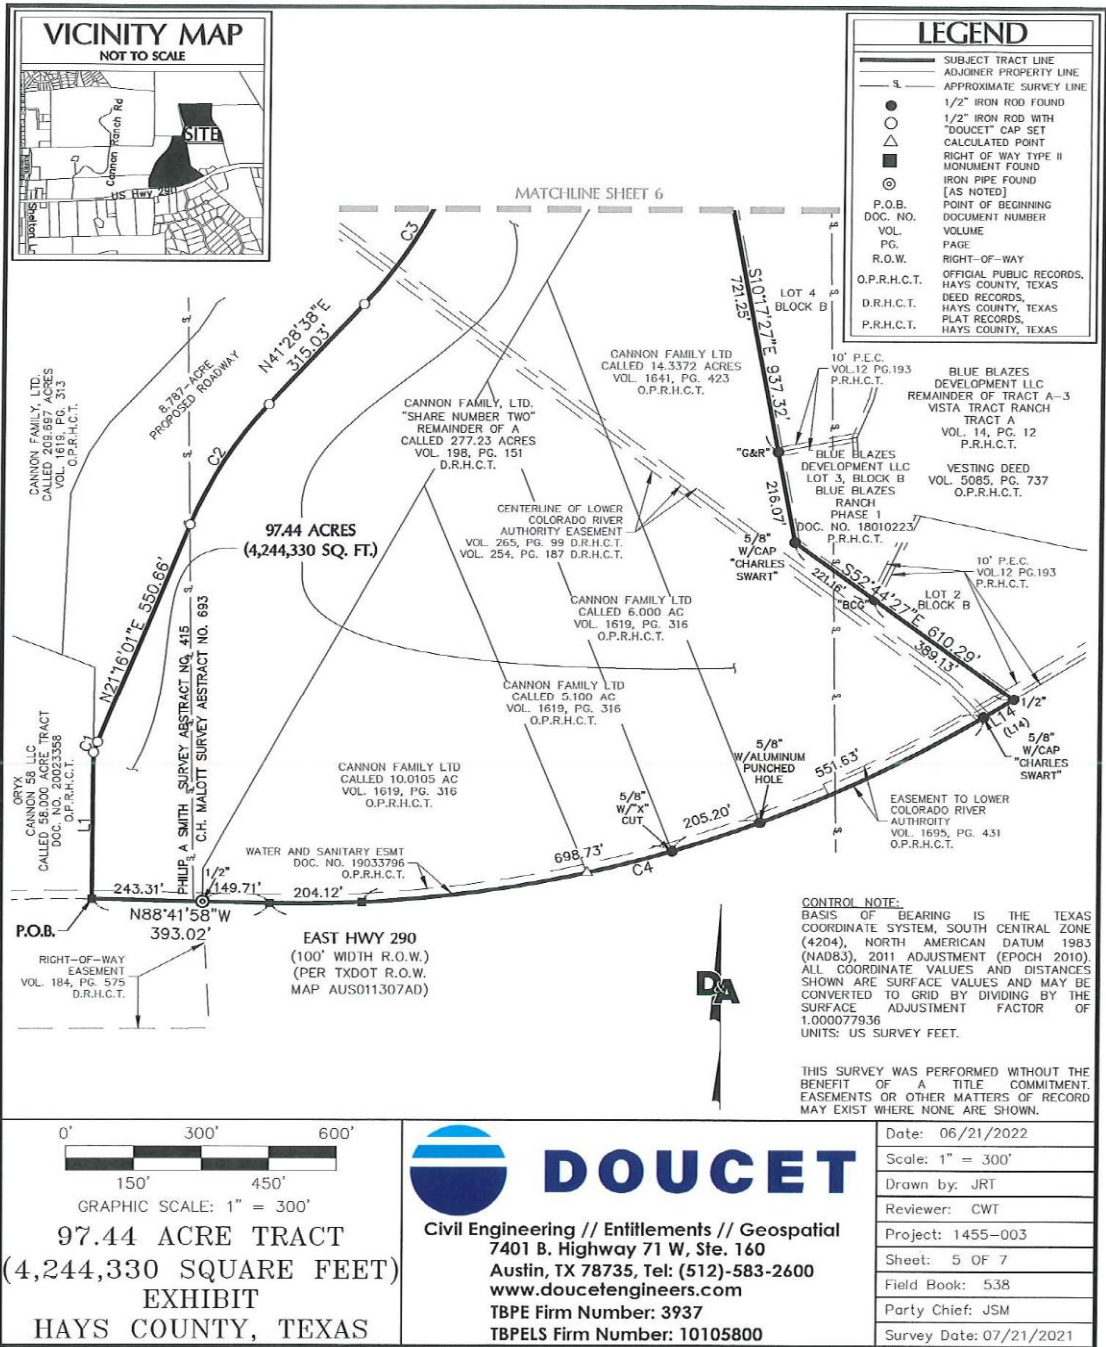 VICINITY MAP
NOT TO SCALE
Cannon Ranch Rd
SITE
US Hwy 290
Shelton Ln
LEGEND
SUBJECT TRACT LINE
ADJOINER PROPERTY LINE
APPROXIMATE SURVEY LINE
1/2" IRON ROD FOUND
1/2" IRON ROD WITH
"DOUCET" CAP SET
CALCULATED POINT
RIGHT OF WAY TYPE II
MONUMENT FOUND
IRON PIPE FOUND
[AS NOTED]
P.O.B. POINT OF BEGINNING
DOC. NO. DOCUMENT NUMBER
VOL. VOLUME
PG. PAGE
R.O.W. RIGHT-OF-WAY
O.P.R.H.C.T. OFFICIAL PUBLIC RECORDS,
HAYS COUNTY, TEXAS
D.R.H.C.T. DEED RECORDS,
HAYS COUNTY, TEXAS
P.R.H.C.T. PLAT RECORDS,
HAYS COUNTY, TEXAS
MATCHLINE SHEET 6
C3
N41°28'38"E
315.03'
C2
8.787-ACRE
PROPOSED ROADWAY
CANNON FAMILY, LTD.
CALLED 209.697 ACRES
VOL. 1619, PG. 313
O.P.R.H.C.T.
N21°16'01"E 550.66'
C1
L1
ORYX
CANNON 58 LLC
CALLED 58.000 ACRE TRACT
DOC. NO. 20023358
O.P.R.H.C.T.
PHILIP A SMITH SURVEY ABSTRACT NO. 415
C.H. MALOTT SURVEY ABSTRACT NO. 693
97.44 ACRES
(4,244,330 SQ. FT.)
CANNON FAMILY, LTD.
"SHARE NUMBER TWO"
REMAINDER OF A
CALLED 277.23 ACRES
VOL. 198, PG. 151
D.R.H.C.T.
CENTERLINE OF LOWER
COLORADO RIVER
AUTHORITY EASEMENT
VOL. 265, PG. 99 D.R.H.C.T.
VOL. 254, PG. 187 D.R.H.C.T.
CANNON FAMILY LTD
CALLED 14.3372 ACRES
VOL. 1641, PG. 423
O.P.R.H.C.T.
S10°17'27"E 937.32'
721.25'
216.07'
LOT 4
BLOCK B
10' P.E.C.
VOL.12 PG.193
P.R.H.C.T.
"G&R"
BLUE BLAZES
DEVELOPMENT LLC
LOT 3, BLOCK B
BLUE BLAZES
RANCH
PHASE 1
DOC. NO. 18010223
P.R.H.C.T.
BLUE BLAZES
DEVELOPMENT LLC
REMAINDER OF TRACT A-3
VISTA TRACT RANCH
TRACT A
VOL. 14, PG. 12
P.R.H.C.T.
VESTING DEED
VOL. 5085, PG. 737
O.P.R.H.C.T.
5/8"
W/CAP
"CHARLES
SWART"
S52°44'27"E 610.29'
221.16'
"BCG"
389.13'
LOT 2
BLOCK B
10' P.E.C.
VOL.12 PG.193
P.R.H.C.T.
1/2"
L14
(L14)
5/8"
W/CAP
"CHARLES
SWART"
CANNON FAMILY LTD
CALLED 6.000 AC
VOL. 1619, PG. 316
O.P.R.H.C.T.
CANNON FAMILY LTD
CALLED 5.100 AC
VOL. 1619, PG. 316
O.P.R.H.C.T.
CANNON FAMILY LTD
CALLED 10.0105 AC
VOL. 1619, PG. 316
O.P.R.H.C.T.
5/8"
W/ALUMINUM
PUNCHED
HOLE
5/8"
W/"X"
CUT
551.63'
205.20'
698.73'
C4
EASEMENT TO LOWER
COLORADO RIVER
AUTHROITY
VOL. 1695, PG. 431
O.P.R.H.C.T.
WATER AND SANITARY ESMT
DOC. NO. 19033796
O.P.R.H.C.T.
1/2"
243.31'
149.71'
204.12'
N88°41'58"W
393.02'
P.O.B.
RIGHT-OF-WAY
EASEMENT
VOL. 184, PG. 575
D.R.H.C.T.
EAST HWY 290
(100' WIDTH R.O.W.)
(PER TXDOT R.O.W.
MAP AUS011307AD)
D&A
CONTROL NOTE:
BASIS OF BEARING IS THE TEXAS
COORDINATE SYSTEM, SOUTH CENTRAL ZONE
(4204), NORTH AMERICAN DATUM 1983
(NAD83), 2011 ADJUSTMENT (EPOCH 2010).
ALL COORDINATE VALUES AND DISTANCES
SHOWN ARE SURFACE VALUES AND MAY BE
CONVERTED TO GRID BY DIVIDING BY THE
SURFACE ADJUSTMENT FACTOR OF
1.000077936
UNITS: US SURVEY FEET.
THIS SURVEY WAS PERFORMED WITHOUT THE
BENEFIT OF A TITLE COMMITMENT.
EASEMENTS OR OTHER MATTERS OF RECORD
MAY EXIST WHERE NONE ARE SHOWN.
0' 300' 600'
150' 450'
GRAPHIC SCALE: 1" = 300'
97.44 ACRE TRACT
(4,244,330 SQUARE FEET)
EXHIBIT
HAYS COUNTY, TEXAS
DOUCET
Civil Engineering // Entitlements // Geospatial
7401 B. Highway 71 W, Ste. 160
Austin, TX 78735, Tel: (512)-583-2600
www.doucetengineers.com
TBPE Firm Number: 3937
TBPELS Firm Number: 10105800
Date: 06/21/2022
Scale: 1" = 300'
Drawn by: JRT
Reviewer: CWT
Project: 1455-003
Sheet: 5 OF 7
Field Book: 538
Party Chief: JSM
Survey Date: 07/21/2021